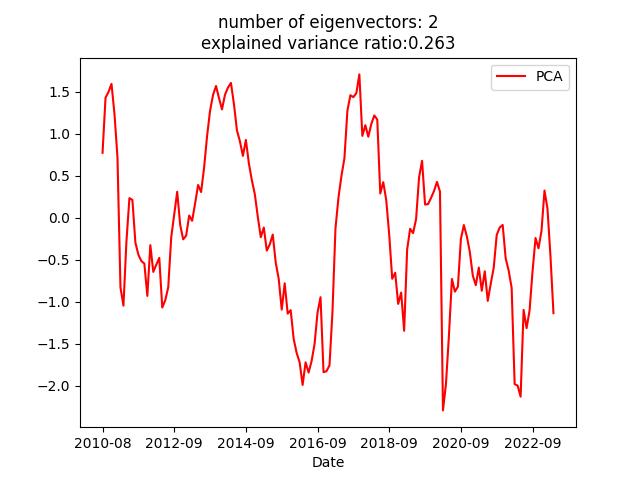 number of eigenvectors: 2
explained variance ratio:0.263
PCA
1.5
1.0
0.5
0.0
−0.5
−1.0
−1.5
−2.0
2010-08 2012-09 2014-09 2016-09 2018-09 2020-09 2022-09
Date